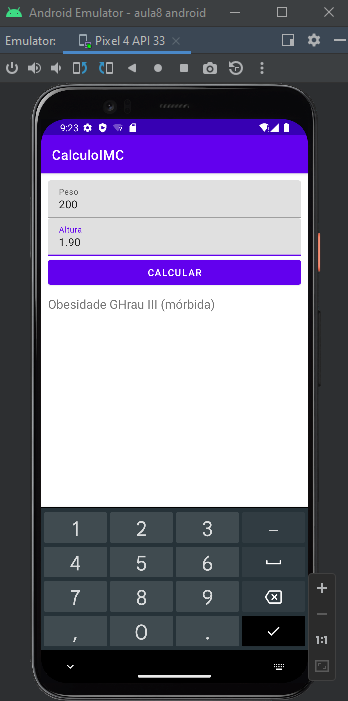 Android Emulator - aula8 android
Emulator: Pixel 4 API 33
9:23
CalculoIMC
Peso
200
Altura
1.90
CALCULAR
Obesidade GHrau III (mórbida)
1 2 3 –
4 5 6
7 8 9
, 0 .
1:1